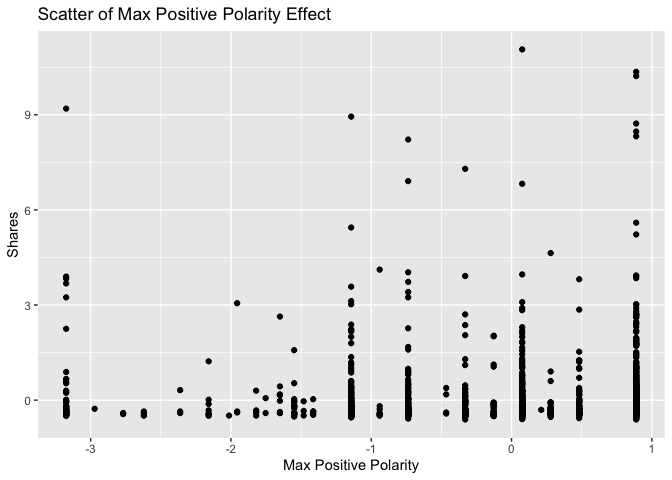 Scatter of Max Positive Polarity Effect
9
6
3
0
Shares
-3 -2 -1 0 1
Max Positive Polarity